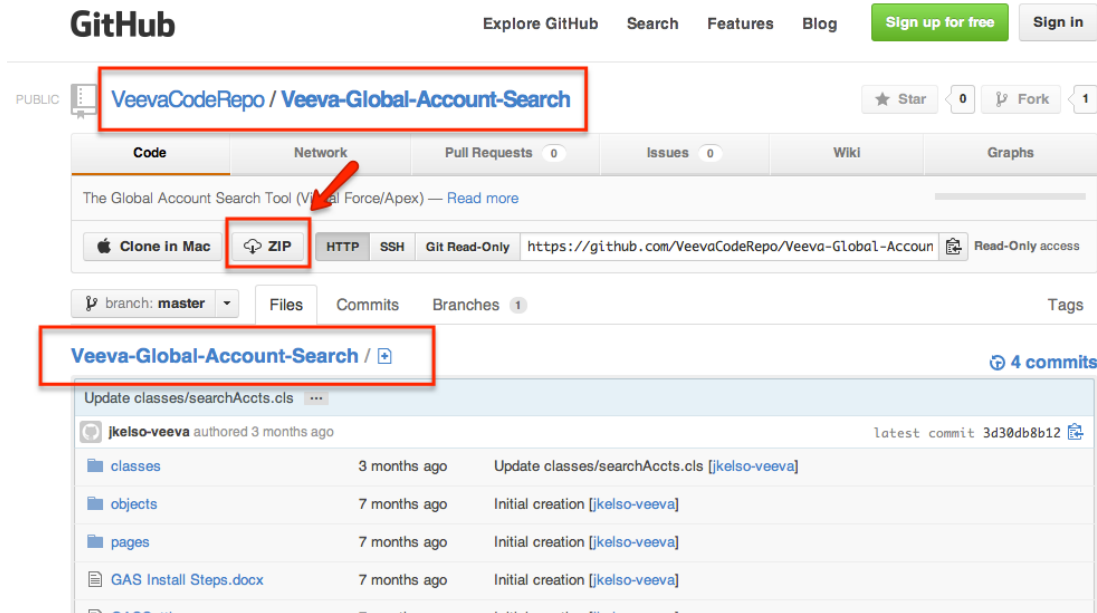 GitHub
Explore GitHub Search Features Blog Sign up for free Sign in
PUBLIC VeevaCodeRepo / Veeva-Global-Account-Search Star 0 Fork 1
Code Network Pull Requests 0 Issues 0 Wiki Graphs
The Global Account Search Tool (Vi al Force/Apex) — Read more
Clone in Mac ZIP HTTP SSH Git Read-Only https://github.com/VeevaCodeRepo/Veeva-Global-Accoun Read-Only access
branch: master Files Commits Branches 1 Tags
Veeva-Global-Account-Search /
4 commits
Update classes/searchAccts.cls ...
jkelso-veeva authored 3 months ago latest commit 3d30db8b12
classes 3 months ago Update classes/searchAccts.cls [jkelso-veeva]
objects 7 months ago Initial creation [jkelso-veeva]
pages 7 months ago Initial creation [jkelso-veeva]
GAS Install Steps.docx 7 months ago Initial creation [jkelso-veeva]